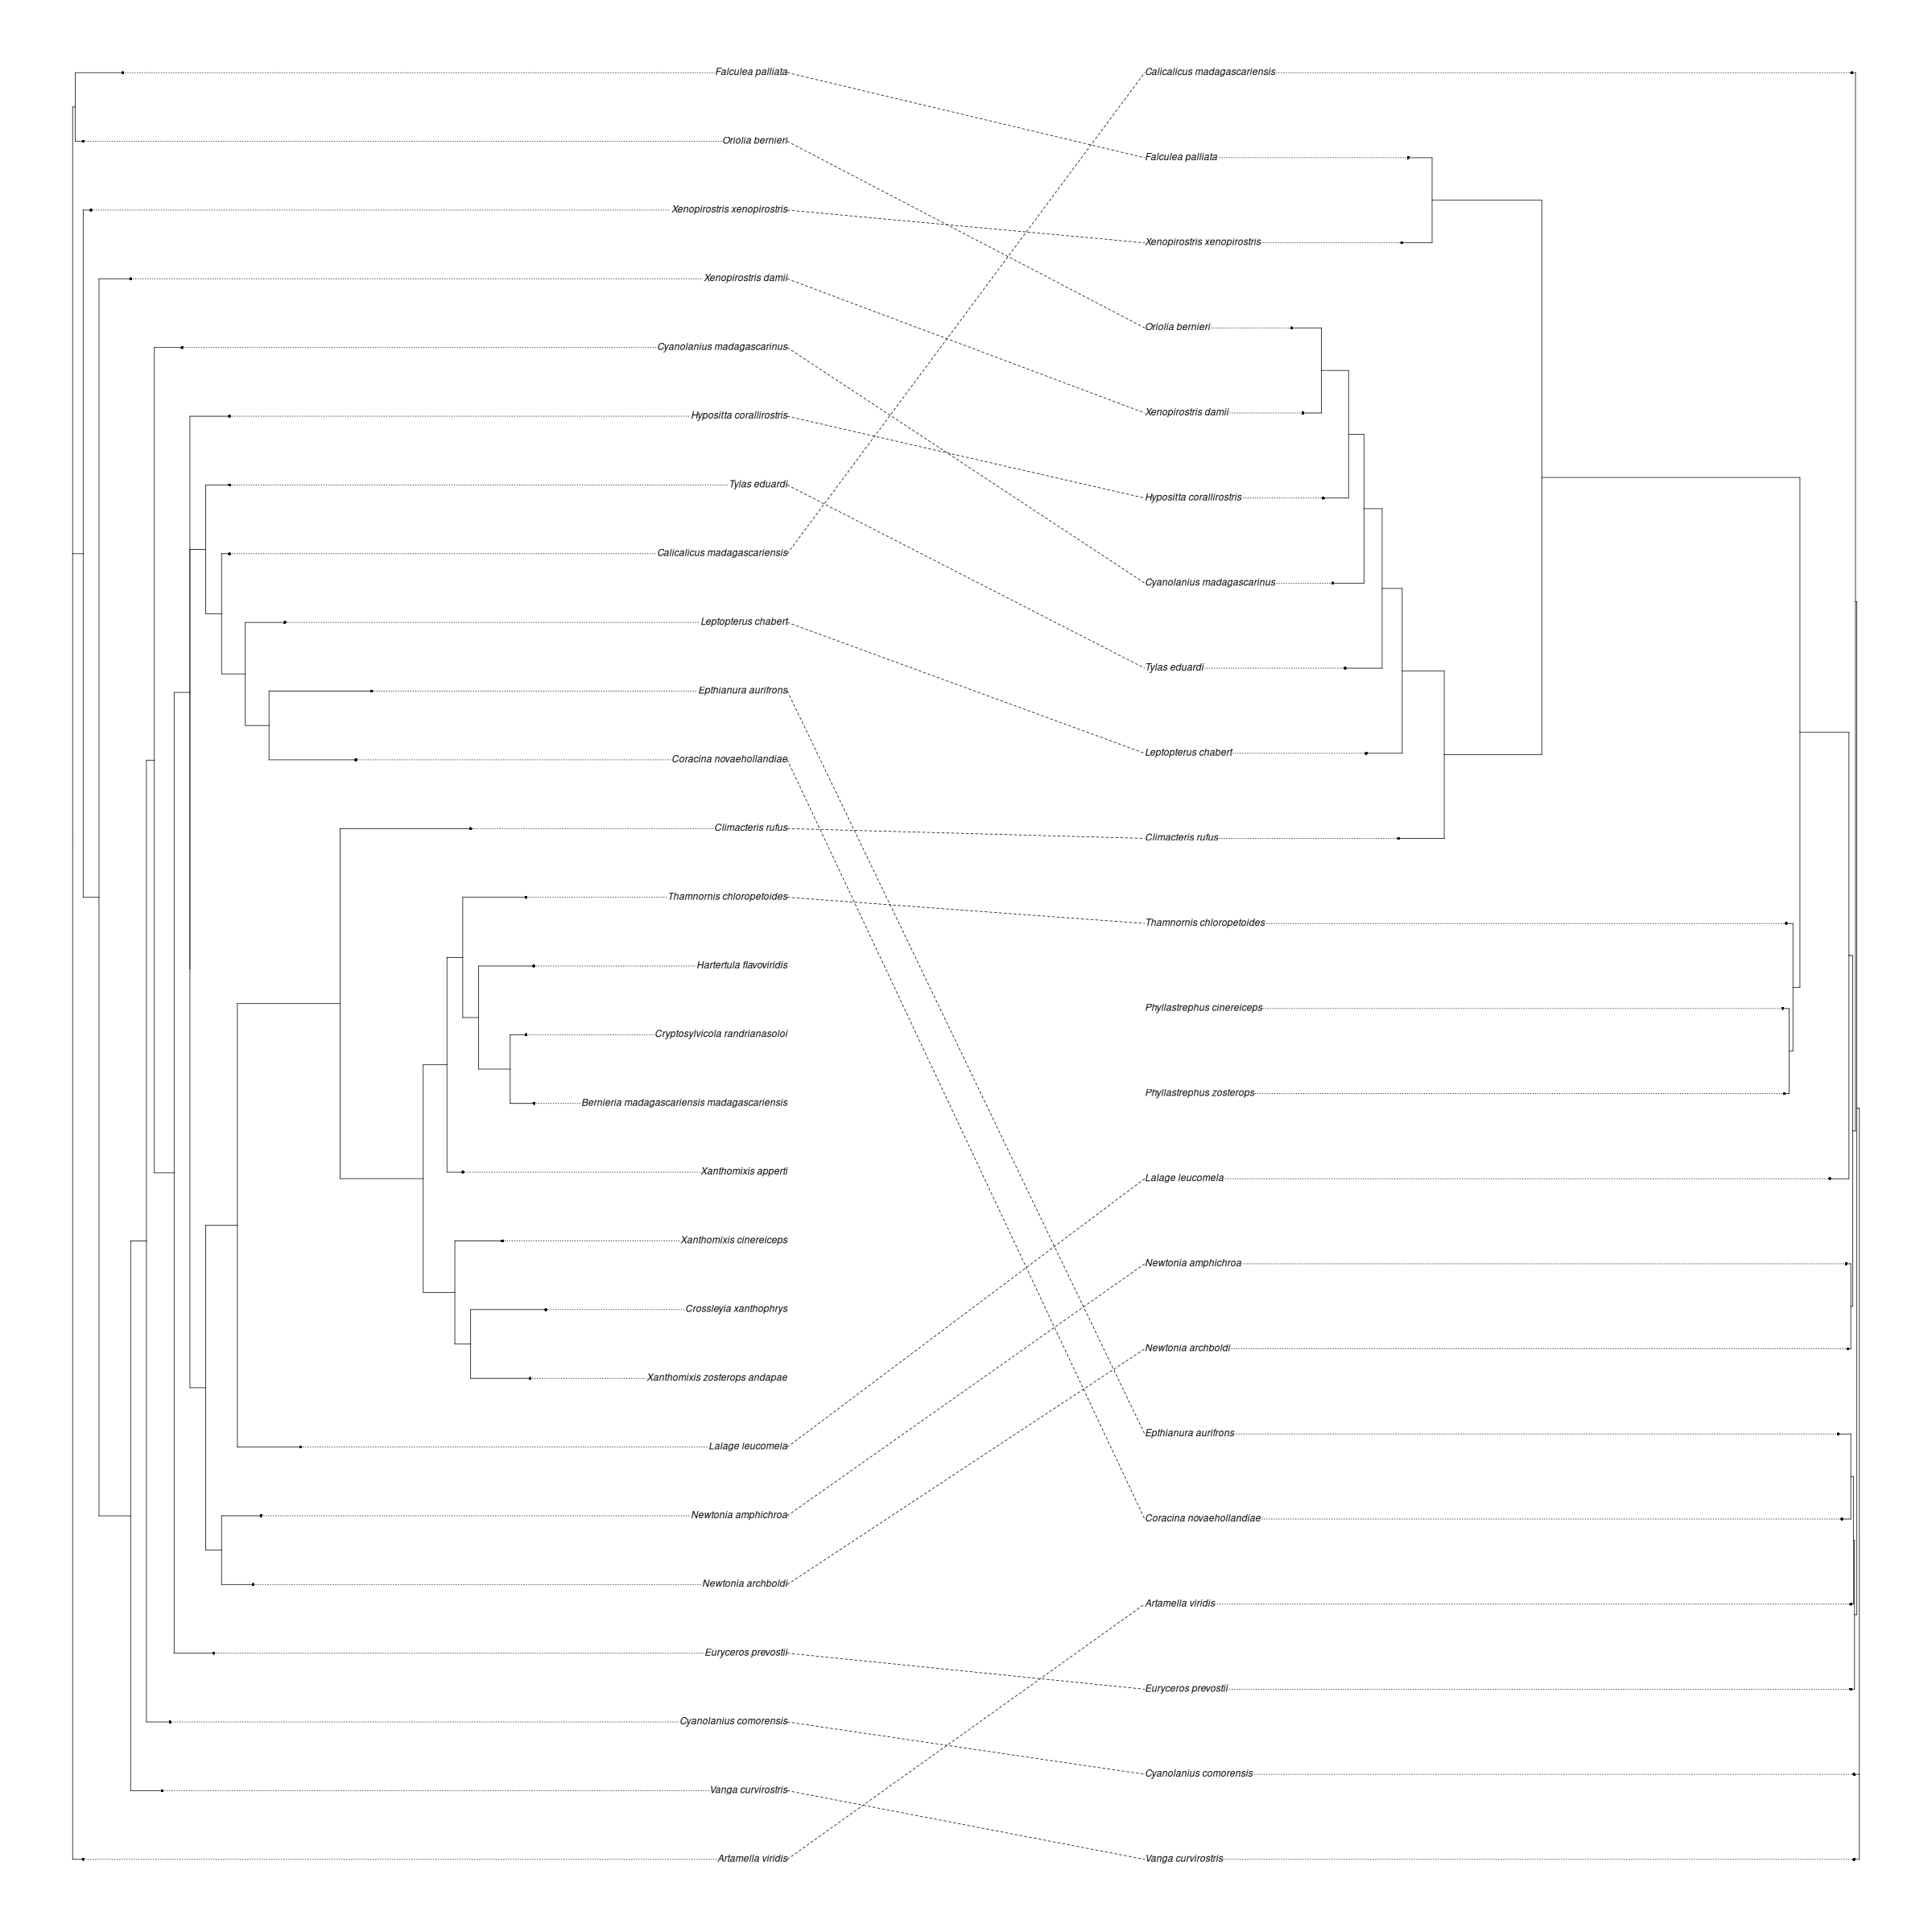 Falculea palliata
Oriolia bernieri
Xenopirostris xenopirostris
Xenopirostris damii
Cyanolanius madagascarinus
Hypositta corallirostris
Tylas eduardi
Calicalicus madagascariensis
Leptopterus chabert
Epthianura aurifrons
Coracina novaehollandiae
Climacteris rufus
Thamnornis chloropetoides
Hartertula flavoviridis
Cryptosylvicola randrianasoloi
Bernieria madagascariensis madagascariensis
Xanthomixis apperti
Xanthomixis cinereiceps
Crossleyia xanthophrys
Xanthomixis zosterops andapae
Lalage leucomela
Newtonia amphichroa
Newtonia archboldi
Euryceros prevostii
Cyanolanius comorensis
Vanga curvirostris
Artamella viridis
Calicalicus madagascariensis
Falculea palliata
Xenopirostris xenopirostris
Oriolia bernieri
Xenopirostris damii
Hypositta corallirostris
Cyanolanius madagascarinus
Tylas eduardi
Leptopterus chabert
Climacteris rufus
Thamnornis chloropetoides
Phyllastrephus cinereiceps
Phyllastrephus zosterops
Lalage leucomela
Newtonia amphichroa
Newtonia archboldi
Epthianura aurifrons
Coracina novaehollandiae
Artamella viridis
Euryceros prevostii
Cyanolanius comorensis
Vanga curvirostris